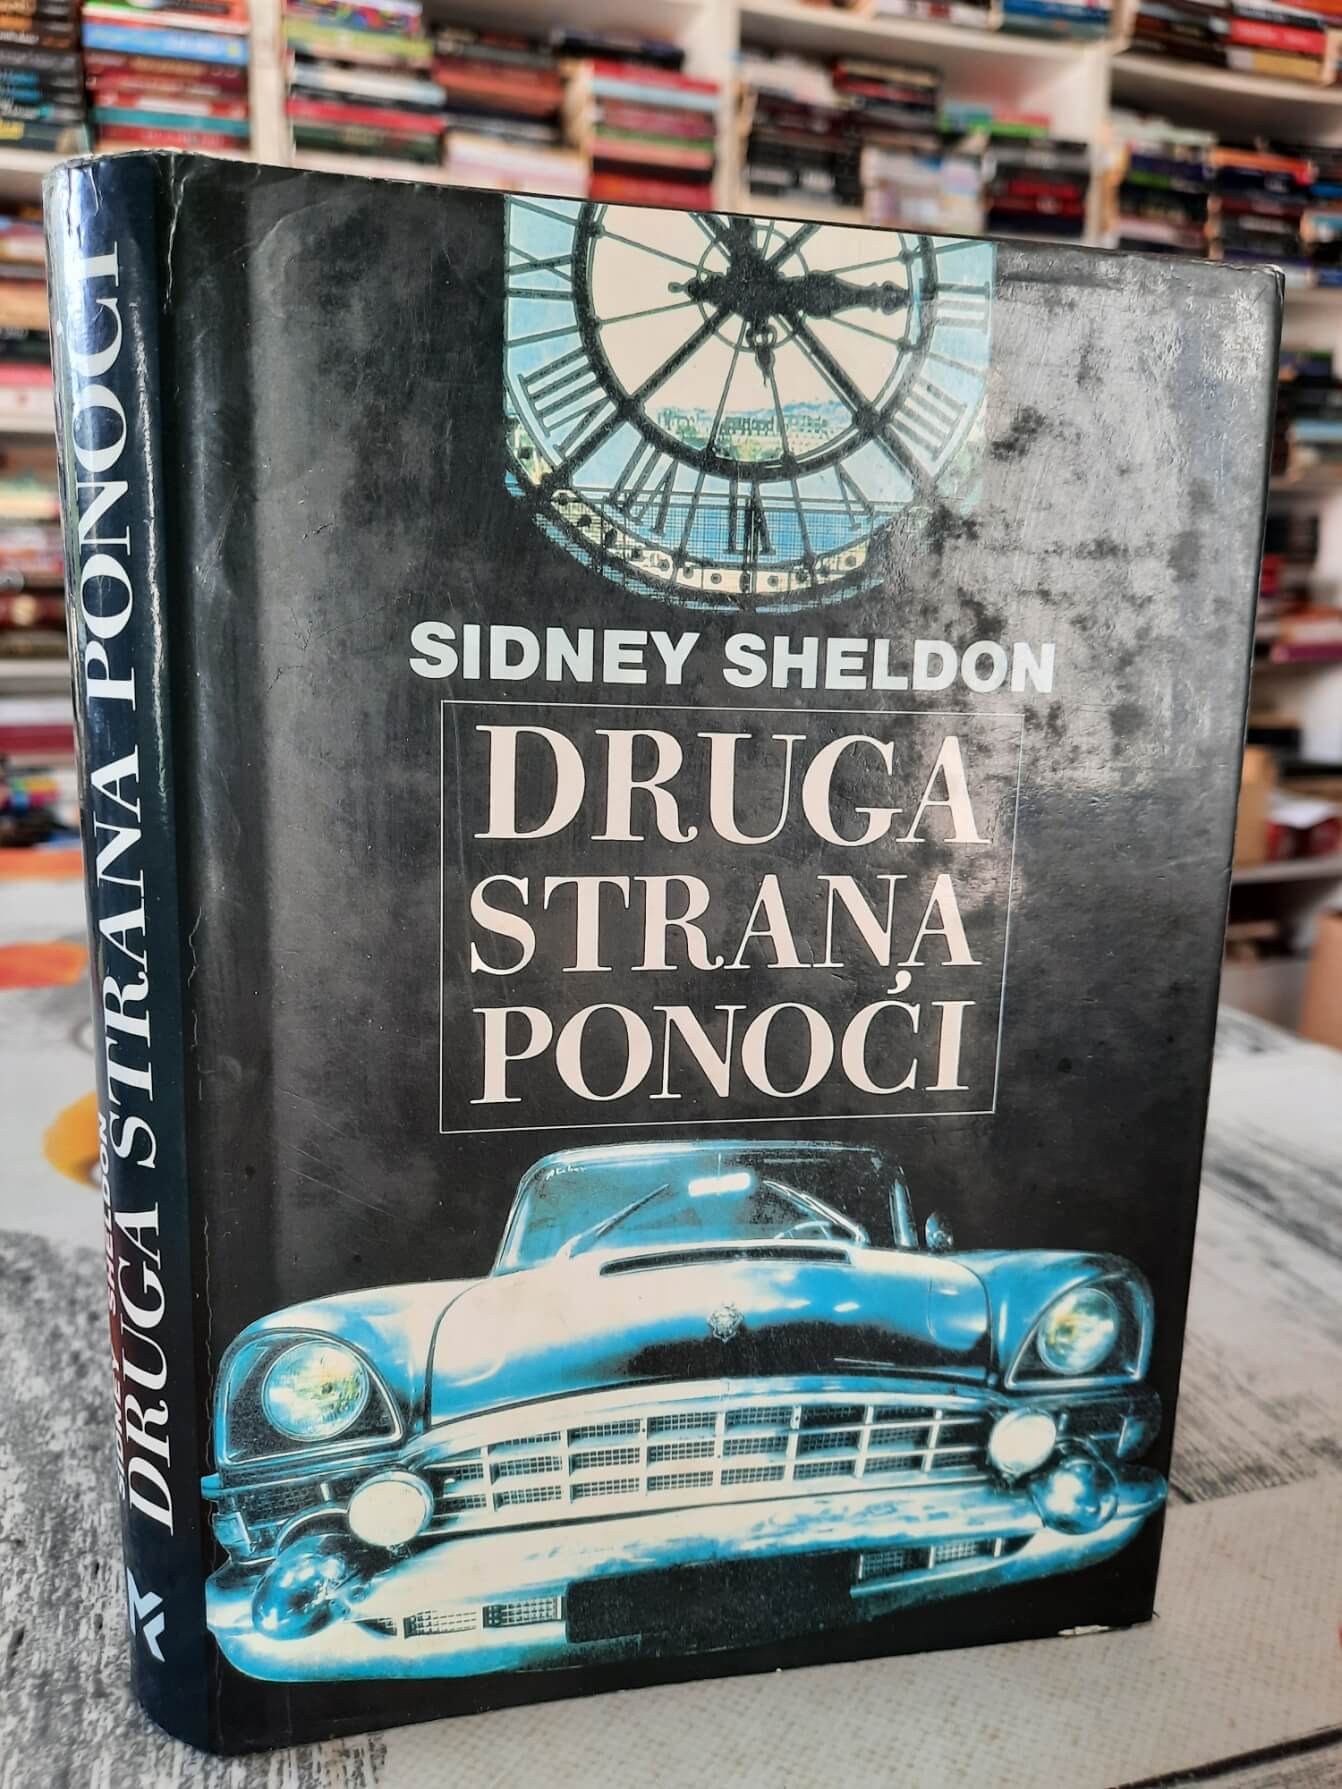 SIDNEY SHELDON
DRUGA
STRANA
PONOĆI
SIDNEY SHELDON
DRUGA STRANA PONOĆI